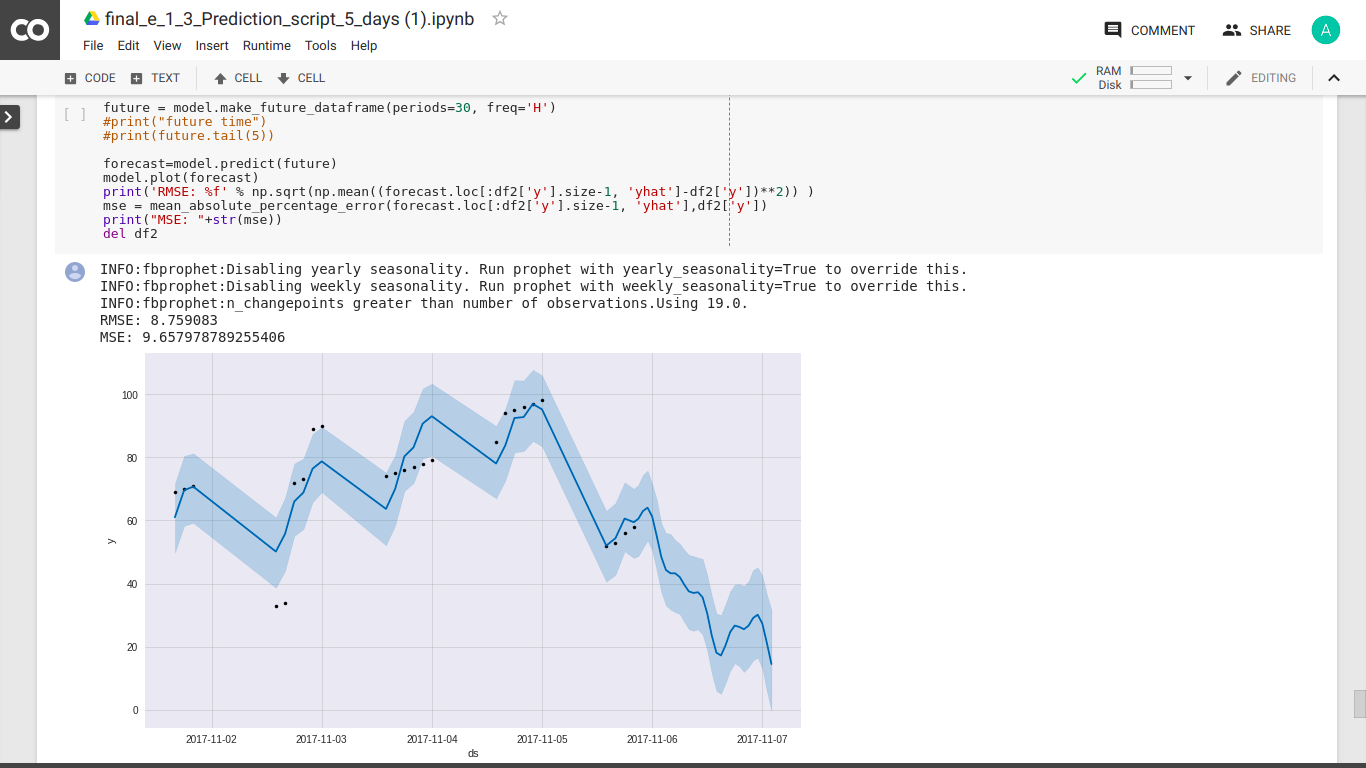 CO
final_e_1_3_Prediction_script_5_days (1).ipynb
COMMENT
SHARE
A
File Edit View Insert Runtime Tools Help
CODE TEXT CELL CELL
RAM
Disk
EDITING
[ ]
future = model.make_future_dataframe(periods=30, freq='H')
#print("future time")
#print(future.tail(5))
forecast=model.predict(future)
model.plot(forecast)
print('RMSE: %f' % np.sqrt(np.mean((forecast.loc[:df2['y'].size-1, 'yhat']-df2['y'])**2)) )
mse = mean_absolute_percentage_error(forecast.loc[:df2['y'].size-1, 'yhat'],df2['y'])
print("MSE: "+str(mse))
del df2
INFO:fbprophet:Disabling yearly seasonality. Run prophet with yearly_seasonality=True to override this.
INFO:fbprophet:Disabling weekly seasonality. Run prophet with weekly_seasonality=True to override this.
INFO:fbprophet:n_changepoints greater than number of observations.Using 19.0.
RMSE: 8.759083
MSE: 9.657978789255406
100
80
60
y
40
20
0
2017-11-02 2017-11-03 2017-11-04 2017-11-05 2017-11-06 2017-11-07
ds